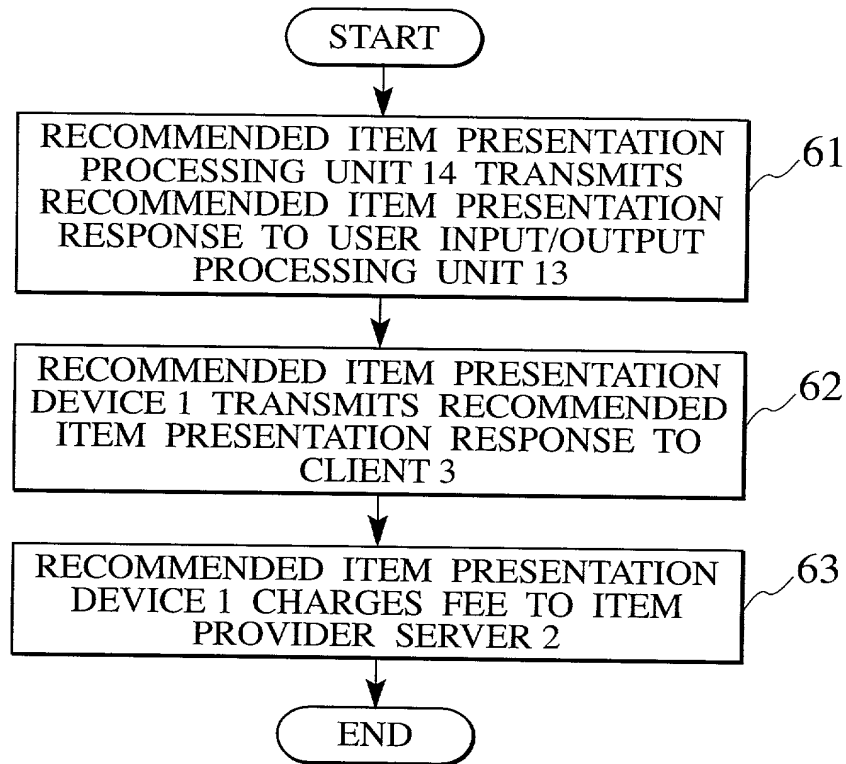 START
RECOMMENDED ITEM PRESENTATION
PROCESSING UNIT 14 TRANSMITS
RECOMMENDED ITEM PRESENTATION
RESPONSE TO USER INPUT/OUTPUT
PROCESSING UNIT 13
61
RECOMMENDED ITEM PRESENTATION
DEVICE 1 TRANSMITS RECOMMENDED
ITEM PRESENTATION RESPONSE TO
CLIENT 3
62
RECOMMENDED ITEM PRESENTATION
DEVICE 1 CHARGES FEE TO ITEM
PROVIDER SERVER 2
63
END